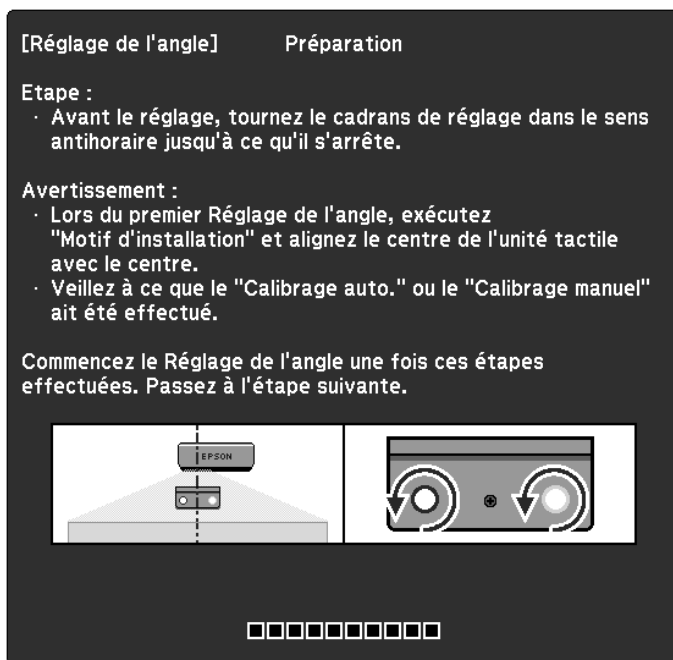 [Réglage de l'angle] Préparation
Etape :
· Avant le réglage, tournez le cadrans de réglage dans le sens
antihoraire jusqu'à ce qu'il s'arrête.
Avertissement :
· Lors du premier Réglage de l'angle, exécutez
"Motif d'installation" et alignez le centre de l'unité tactile
avec le centre.
· Veillez à ce que le "Calibrage auto." ou le "Calibrage manuel"
ait été effectué.
Commencez le Réglage de l'angle une fois ces étapes
effectuées. Passez à l'étape suivante.
EPSON